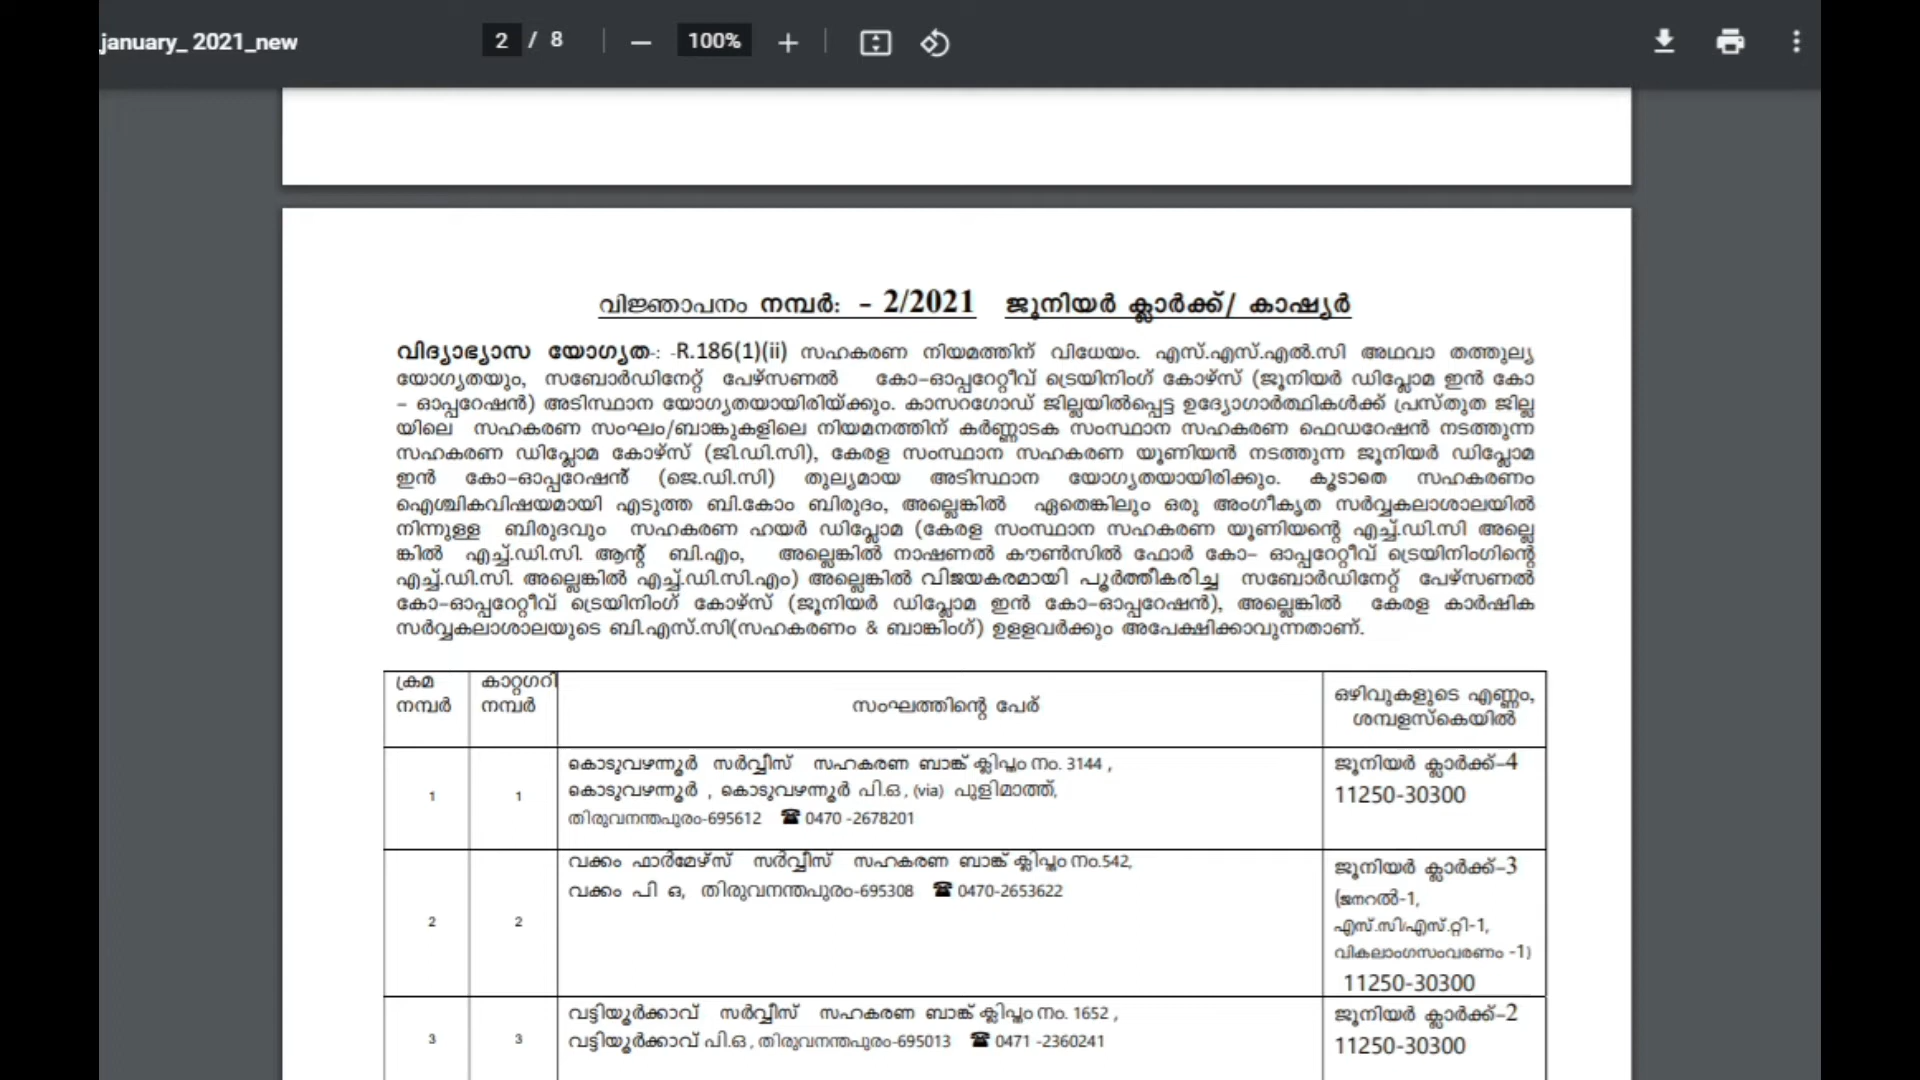 january_ 2021_new
2 / 8
100%
വിജ്ഞാപനം നമ്പർ: - 2/2021 ജൂനിയർ ക്ലാർക്ക്/ കാഷ്യർ
വിദ്യാഭ്യാസ യോഗ്യത-: -R.186(1)(ii) സഹകരണ നിയമത്തിന് വിധേയം. എസ്.എസ്.എൽ.സി അഥവാ തത്തുല്യ
യോഗ്യതയും, സബോർഡിനേറ്റ് പേഴ്സണൽ കോ-ഓപ്പറേറ്റീവ് ട്രെയിനിംഗ് കോഴ്സ് (ജൂനിയർ ഡിപ്ലോമ ഇൻ കോ
- ഓപ്പറേഷൻ) അടിസ്ഥാന യോഗ്യതയായിരിയ്ക്കും. കാസറഗോഡ് ജില്ലയിൽപ്പെട്ട ഉദ്യോഗാർത്ഥികൾക്ക് പ്രസ്തുത ജില്ല
യിലെ സഹകരണ സംഘം/ബാങ്കുകളിലെ നിയമനത്തിന് കർണ്ണാടക സംസ്ഥാന സഹകരണ ഫെഡറേഷൻ നടത്തുന്ന
സഹകരണ ഡിപ്ലോമ കോഴ്സ് (ജി.ഡി.സി), കേരള സംസ്ഥാന സഹകരണ യൂണിയൻ നടത്തുന്ന ജൂനിയർ ഡിപ്ലോമ
ഇൻ കോ-ഓപ്പറേഷൻ (ജെ.ഡി.സി) തുല്യമായ അടിസ്ഥാന യോഗ്യതയായിരിക്കും. കൂടാതെ സഹകരണം
ഐശ്ചികവിഷയമായി എടുത്ത ബി.കോം ബിരുദം, അല്ലെങ്കിൽ ഏതെങ്കിലും ഒരു അംഗീകൃത സർവ്വകലാശാലയിൽ
നിന്നുള്ള ബിരുദവും സഹകരണ ഹയർ ഡിപ്ലോമ (കേരള സംസ്ഥാന സഹകരണ യൂണിയന്റെ എച്ച്.ഡി.സി അല്ലെ
ങ്കിൽ എച്ച്.ഡി.സി. ആന്റ് ബി.എം, അല്ലെങ്കിൽ നാഷണൽ കൗൺസിൽ ഫോർ കോ- ഓപ്പറേറ്റീവ് ട്രെയിനിംഗിന്റെ
എച്ച്.ഡി.സി. അല്ലെങ്കിൽ എച്ച്.ഡി.സി.എം) അല്ലെങ്കിൽ വിജയകരമായി പൂർത്തീകരിച്ച സബോർഡിനേറ്റ് പേഴ്സണൽ
കോ-ഓപ്പറേറ്റീവ് ട്രെയിനിംഗ് കോഴ്സ് (ജൂനിയർ ഡിപ്ലോമ ഇൻ കോ-ഓപ്പറേഷൻ), അല്ലെങ്കിൽ കേരള കാർഷിക
സർവ്വകലാശാലയുടെ ബി.എസ്.സി(സഹകരണം & ബാങ്കിംഗ്) ഉള്ളവർക്കും അപേക്ഷിക്കാവുന്നതാണ്.
ക്രമ നമ്പർ
കാറ്റഗറി നമ്പർ
സംഘത്തിന്റെ പേര്
ഒഴിവുകളുടെ എണ്ണം,
ശമ്പളസ്കെയിൽ
1
1
കൊടുവഴന്നൂർ സർവ്വീസ് സഹകരണ ബാങ്ക് ക്ലിപ്തം നം. 3144 ,
കൊടുവഴന്നൂർ , കൊടുവഴന്നൂർ പി.ഒ , (via) പുളിമാത്ത്,
തിരുവനന്തപുരം-695612 ☎ 0470 -2678201
ജൂനിയർ ക്ലാർക്ക്-4
11250-30300
2
2
വക്കം ഫാർമേഴ്സ് സർവ്വീസ് സഹകരണ ബാങ്ക് ക്ലിപ്തം നം.542,
വക്കം പി ഒ, തിരുവനന്തപുരം-695308 ☎ 0470-2653622
ജൂനിയർ ക്ലാർക്ക്-3
(ജനറൽ-1,
എസ്.സി/എസ്.റ്റി-1,
വികലാംഗസംവരണം -1)
11250-30300
3
3
വട്ടിയൂർക്കാവ് സർവ്വീസ് സഹകരണ ബാങ്ക് ക്ലിപ്തം നം. 1652 ,
വട്ടിയൂർക്കാവ് പി.ഒ , തിരുവനന്തപുരം-695013 ☎ 0471 -2360241
ജൂനിയർ ക്ലാർക്ക്-2
11250-30300